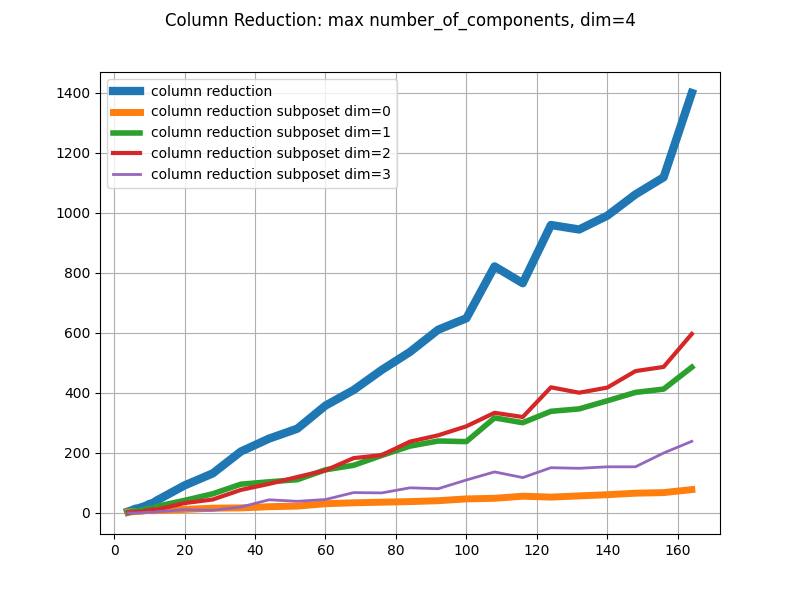 Column Reduction: max number_of_components, dim=4
1400
1200
1000
800
600
400
200
0
column reduction
column reduction subposet dim=0
column reduction subposet dim=1
column reduction subposet dim=2
column reduction subposet dim=3
0 20 40 60 80 100 120 140 160